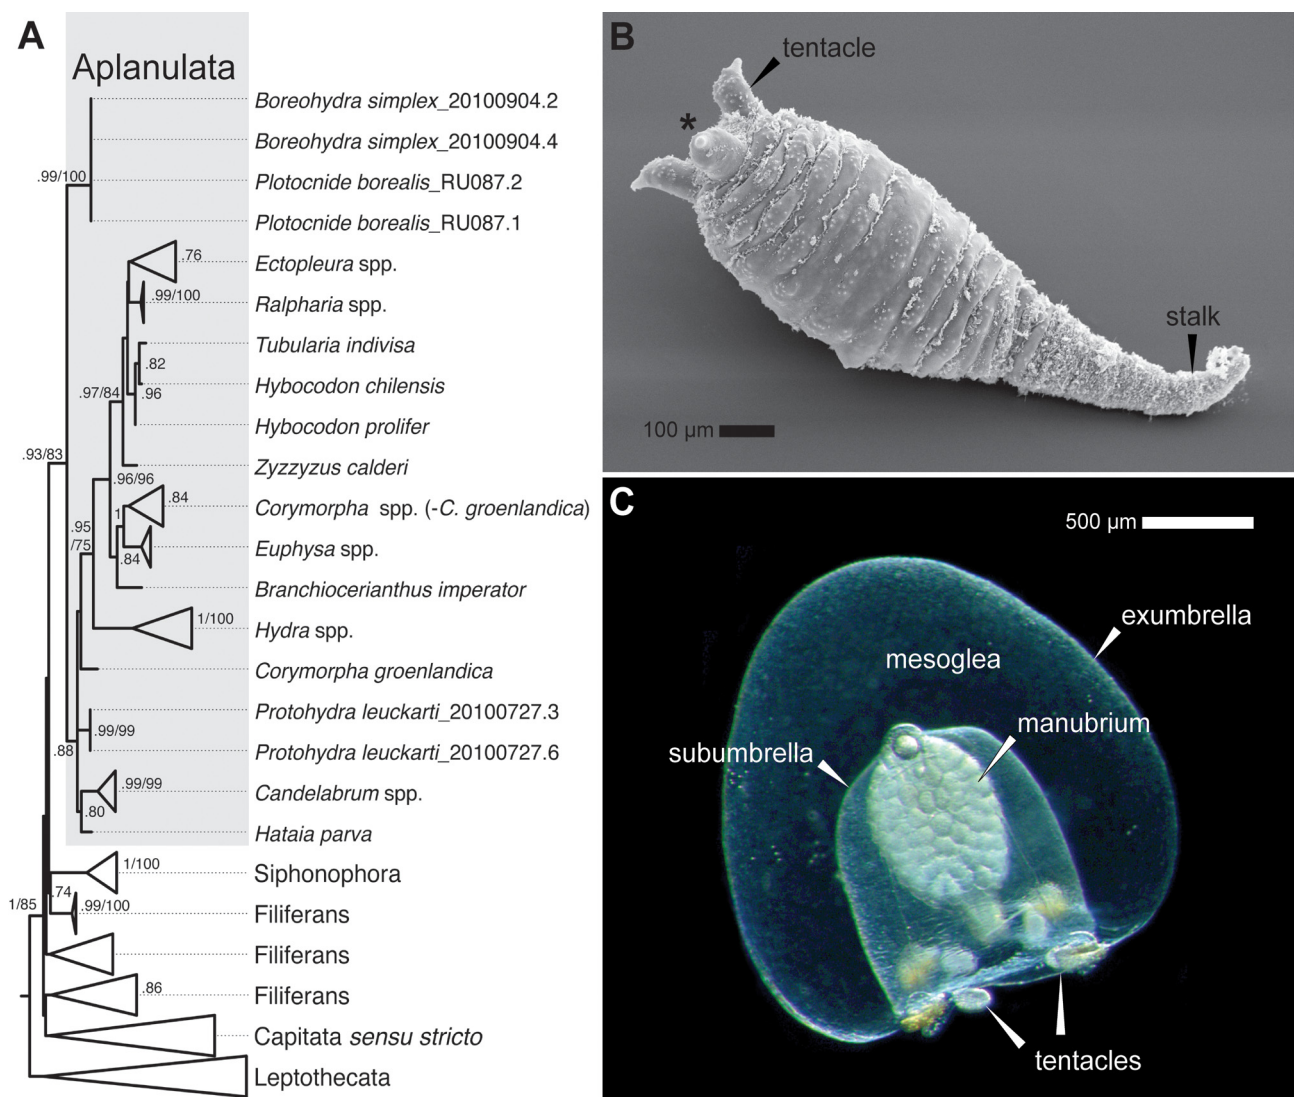 A
Aplanulata
Boreohydra simplex_20100904.2
Boreohydra simplex_20100904.4
.99/100
Plotocnide borealis_RU087.2
Plotocnide borealis_RU087.1
.76
Ectopleura spp.
.99/100
Ralpharia spp.
Tubularia indivisa
.82
Hybocodon chilensis
.97/84
.96
Hybocodon prolifer
.93/83
Zyzzyzus calderi
.96/96
.84
Corymorpha spp. (-C. groenlandica)
1
.95
/75
Euphysa spp.
.84
Branchiocerianthus imperator
1/100
Hydra spp.
Corymorpha groenlandica
Protohydra leuckarti_20100727.3
.99/99
.88
Protohydra leuckarti_20100727.6
.99/99
Candelabrum spp.
.80
Hataia parva
1/100
Siphonophora
.74
1/85
.99/100
Filiferans
Filiferans
.86
Filiferans
Capitata sensu stricto
Leptothecata
B
tentacle
*
stalk
100 µm
C
500 µm
exumbrella
mesoglea
manubrium
subumbrella
tentacles